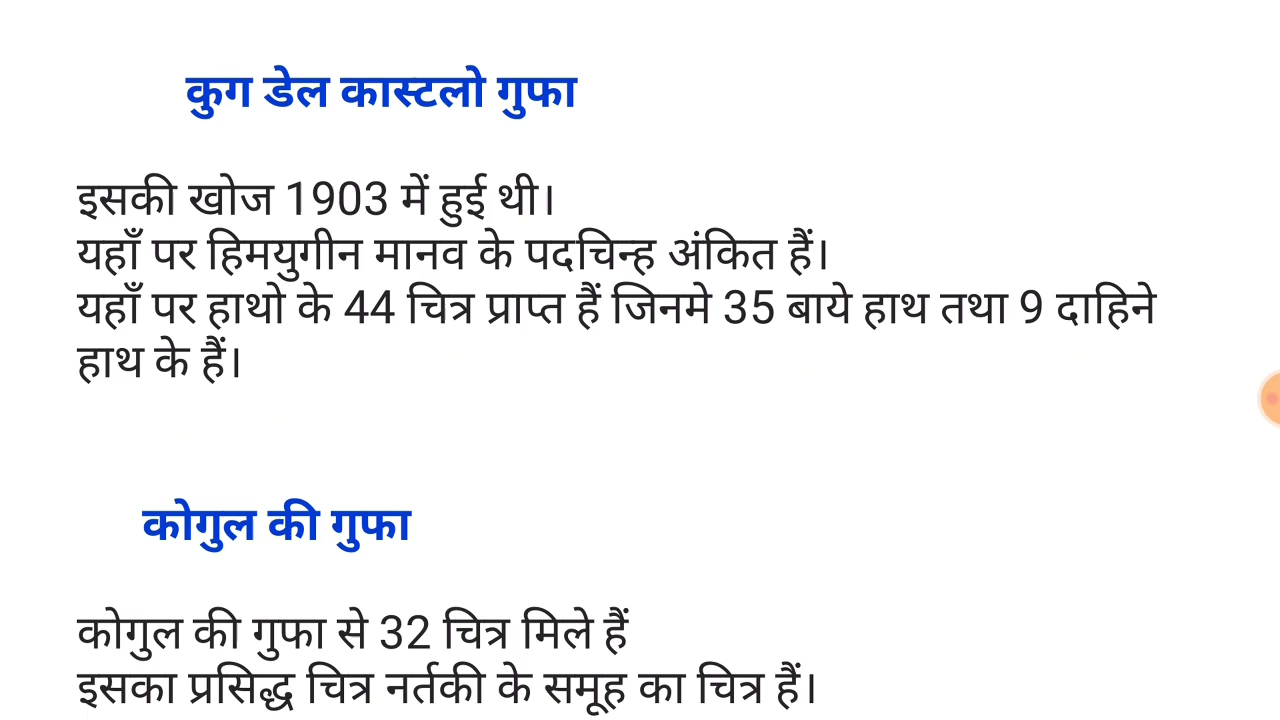 कुग डेल कास्टलो गुफा
इसकी खोज 1903 में हुई थी।
यहाँ पर हिमयुगीन मानव के पदचिन्ह अंकित हैं।
यहाँ पर हाथो के 44 चित्र प्राप्त हैं जिनमे 35 बाये हाथ तथा 9 दाहिने
हाथ के हैं।
कोगुल की गुफा
कोगुल की गुफा से 32 चित्र मिले हैं
इसका प्रसिद्ध चित्र नर्तकी के समूह का चित्र हैं।